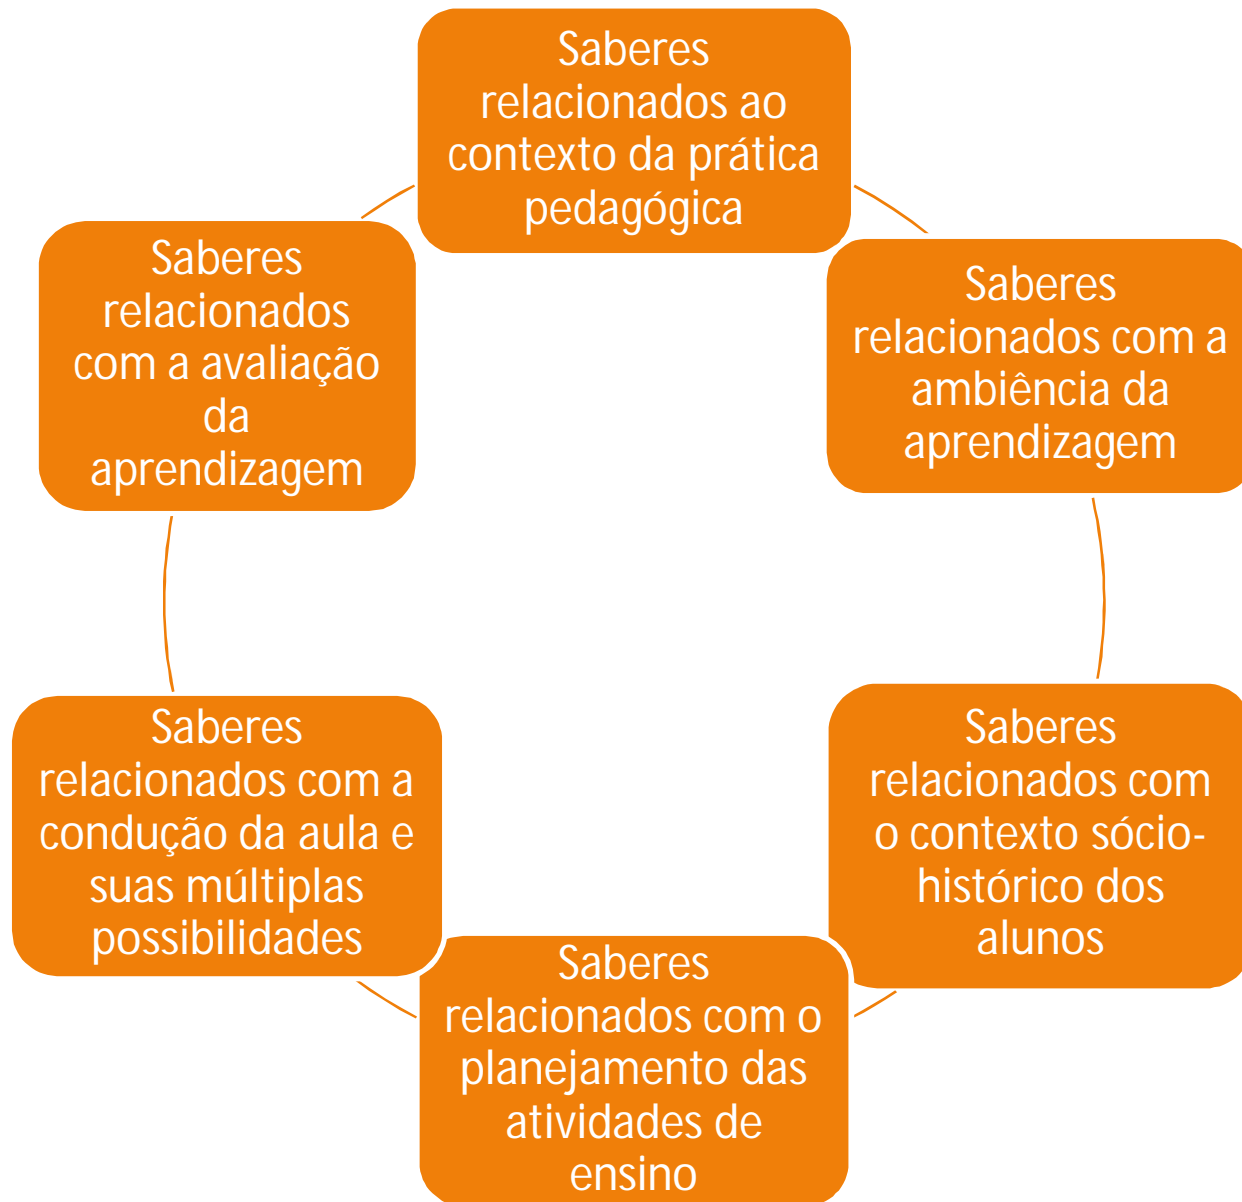 Saberes
relacionados ao
contexto da prática
pedagógica
Saberes
relacionados com a
ambiência da
aprendizagem
Saberes
relacionados com
o contexto sócio-
histórico dos
alunos
Saberes
relacionados com o
planejamento das
atividades de
ensino
Saberes
relacionados com a
condução da aula e
suas múltiplas
possibilidades
Saberes
relacionados
com a avaliação
da
aprendizagem